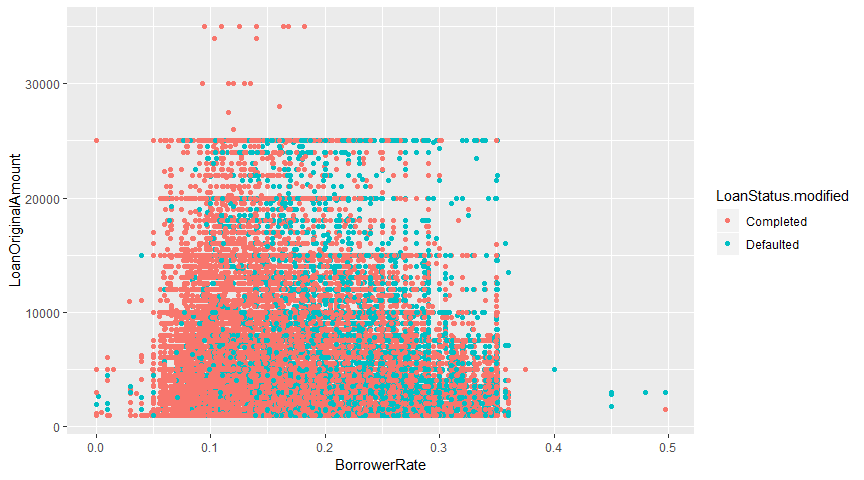 30000
20000
10000
0
LoanOriginalAmount
0.0 0.1 0.2 0.3 0.4 0.5
BorrowerRate
LoanStatus.modified
Completed
Defaulted